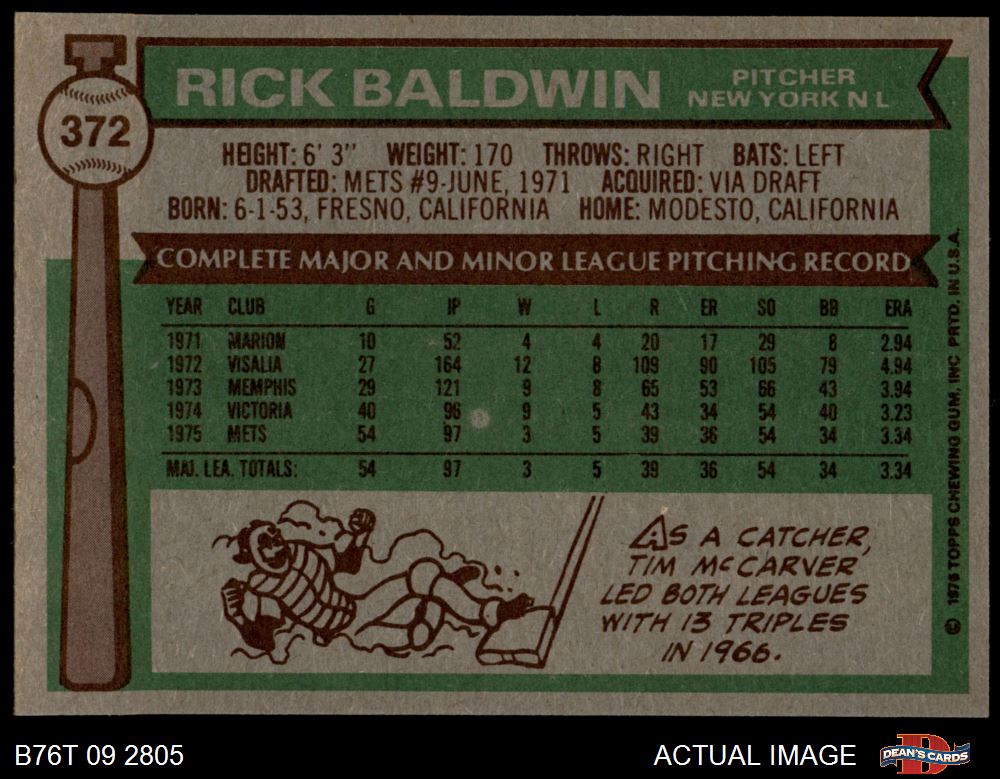 372
RICK BALDWIN
PITCHER
NEW YORK N L
HEIGHT: 6' 3" WEIGHT: 170 THROWS: RIGHT BATS: LEFT
DRAFTED: METS #9-JUNE, 1971 ACQUIRED: VIA DRAFT
BORN: 6-1-53, FRESNO, CALIFORNIA HOME: MODESTO, CALIFORNIA
COMPLETE MAJOR AND MINOR LEAGUE PITCHING RECORD
YEAR CLUB G IP W L R ER SO BB ERA
1971 MARION 10 52 4 4 20 17 29 8 2.94
1972 VISALIA 27 164 12 8 109 90 105 79 4.94
1973 MEMPHIS 29 121 9 8 65 53 66 43 3.94
1974 VICTORIA 40 96 9 5 43 34 54 40 3.23
1975 METS 54 97 3 5 39 36 54 34 3.34
MAJ. LEA. TOTALS: 54 97 3 5 39 36 54 34 3.34
AS A CATCHER,
TIM McCARVER
LED BOTH LEAGUES
WITH 13 TRIPLES
IN 1966.
© 1976 TOPPS CHEWING GUM, INC PRTD. IN U.S.A.
B76T 09 2805
ACTUAL IMAGE
DEAN'S CARDS